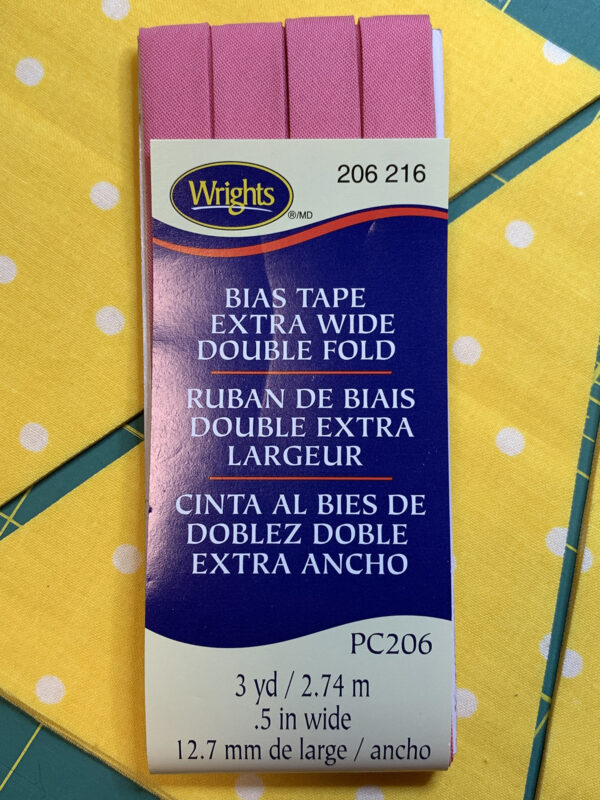 Wrights
®/MD
206 216
BIAS TAPE
EXTRA WIDE
DOUBLE FOLD
RUBAN DE BIAIS
DOUBLE EXTRA
LARGEUR
CINTA AL BIES DE
DOBLEZ DOBLE
EXTRA ANCHO
PC206
3 yd / 2.74 m
.5 in wide
12.7 mm de large / ancho